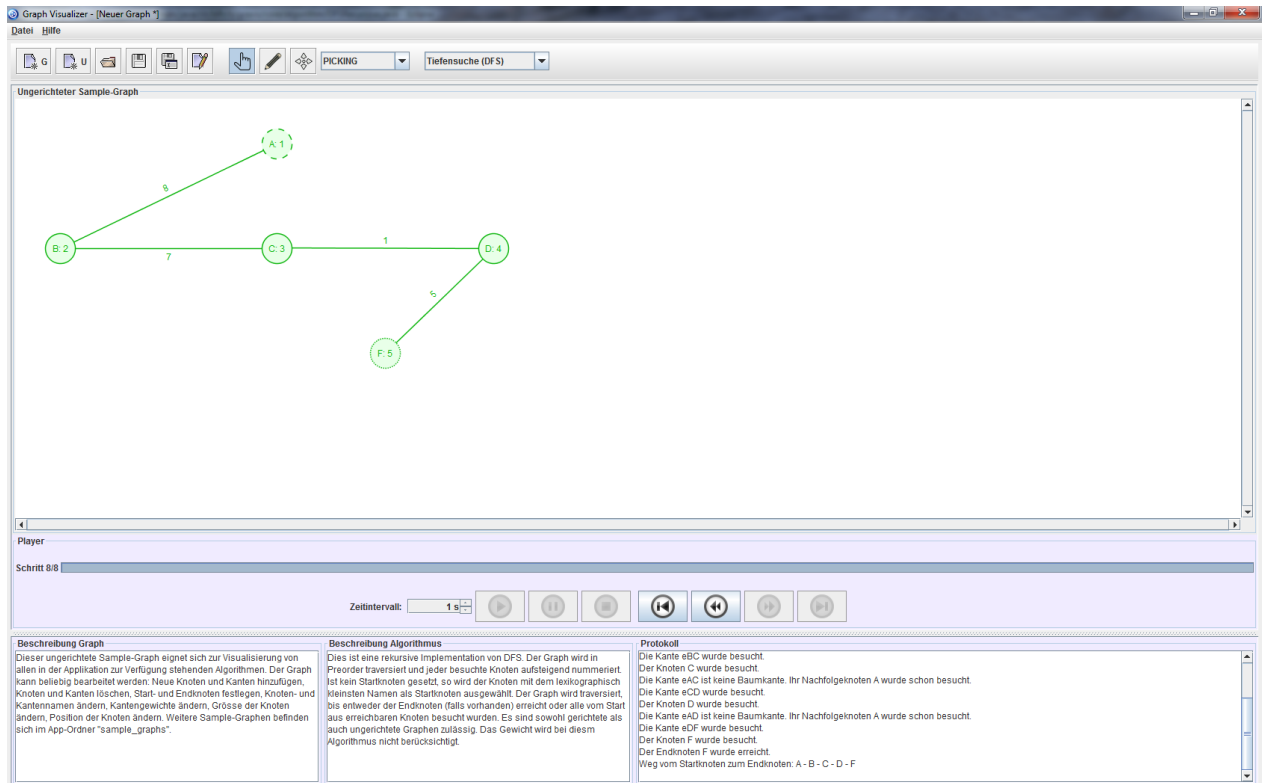 Graph Visualizer - [Neuer Graph *]
Datei Hilfe
G U PICKING Tiefensuche (DFS)
Ungerichteter Sample-Graph
A: 1
8
B: 2
7
C: 3
1
D: 4
5
F: 5
Player
Schritt 8/8
Zeitintervall: 1 s
Beschreibung Graph
Dieser ungerichtete Sample-Graph eignet sich zur Visualisierung von
allen in der Applikation zur Verfügung stehenden Algorithmen. Der Graph
kann beliebig bearbeitet werden: Neue Knoten und Kanten hinzufügen,
Knoten und Kanten löschen, Start- und Endknoten festlegen, Knoten- und
Kantennamen ändern, Kantengewichte ändern, Grösse der Knoten
ändern, Position der Knoten ändern. Weitere Sample-Graphen befinden
sich im App-Ordner "sample_graphs".
Beschreibung Algorithmus
Dies ist eine rekursive Implementation von DFS. Der Graph wird in
Preorder traversiert und jeder besuchte Knoten aufsteigend nummeriert.
Ist kein Startknoten gesetzt, so wird der Knoten mit dem lexikographisch
kleinsten Namen als Startknoten ausgewählt. Der Graph wird traversiert,
bis entweder der Endknoten (falls vorhanden) erreicht oder alle vom Start
aus erreichbaren Knoten besucht wurden. Es sind sowohl gerichtete als
auch ungerichtete Graphen zulässig. Das Gewicht wird bei diesm
Algorithmus nicht berücksichtigt.
Protokoll
Die Kante eBC wurde besucht.
Der Knoten C wurde besucht.
Die Kante eAC ist keine Baumkante. Ihr Nachfolgeknoten A wurde schon besucht.
Die Kante eCD wurde besucht.
Der Knoten D wurde besucht.
Die Kante eAD ist keine Baumkante. Ihr Nachfolgeknoten A wurde schon besucht.
Die Kante eDF wurde besucht.
Der Knoten F wurde besucht.
Der Endknoten F wurde erreicht.
Weg vom Startknoten zum Endknoten: A - B - C - D - F